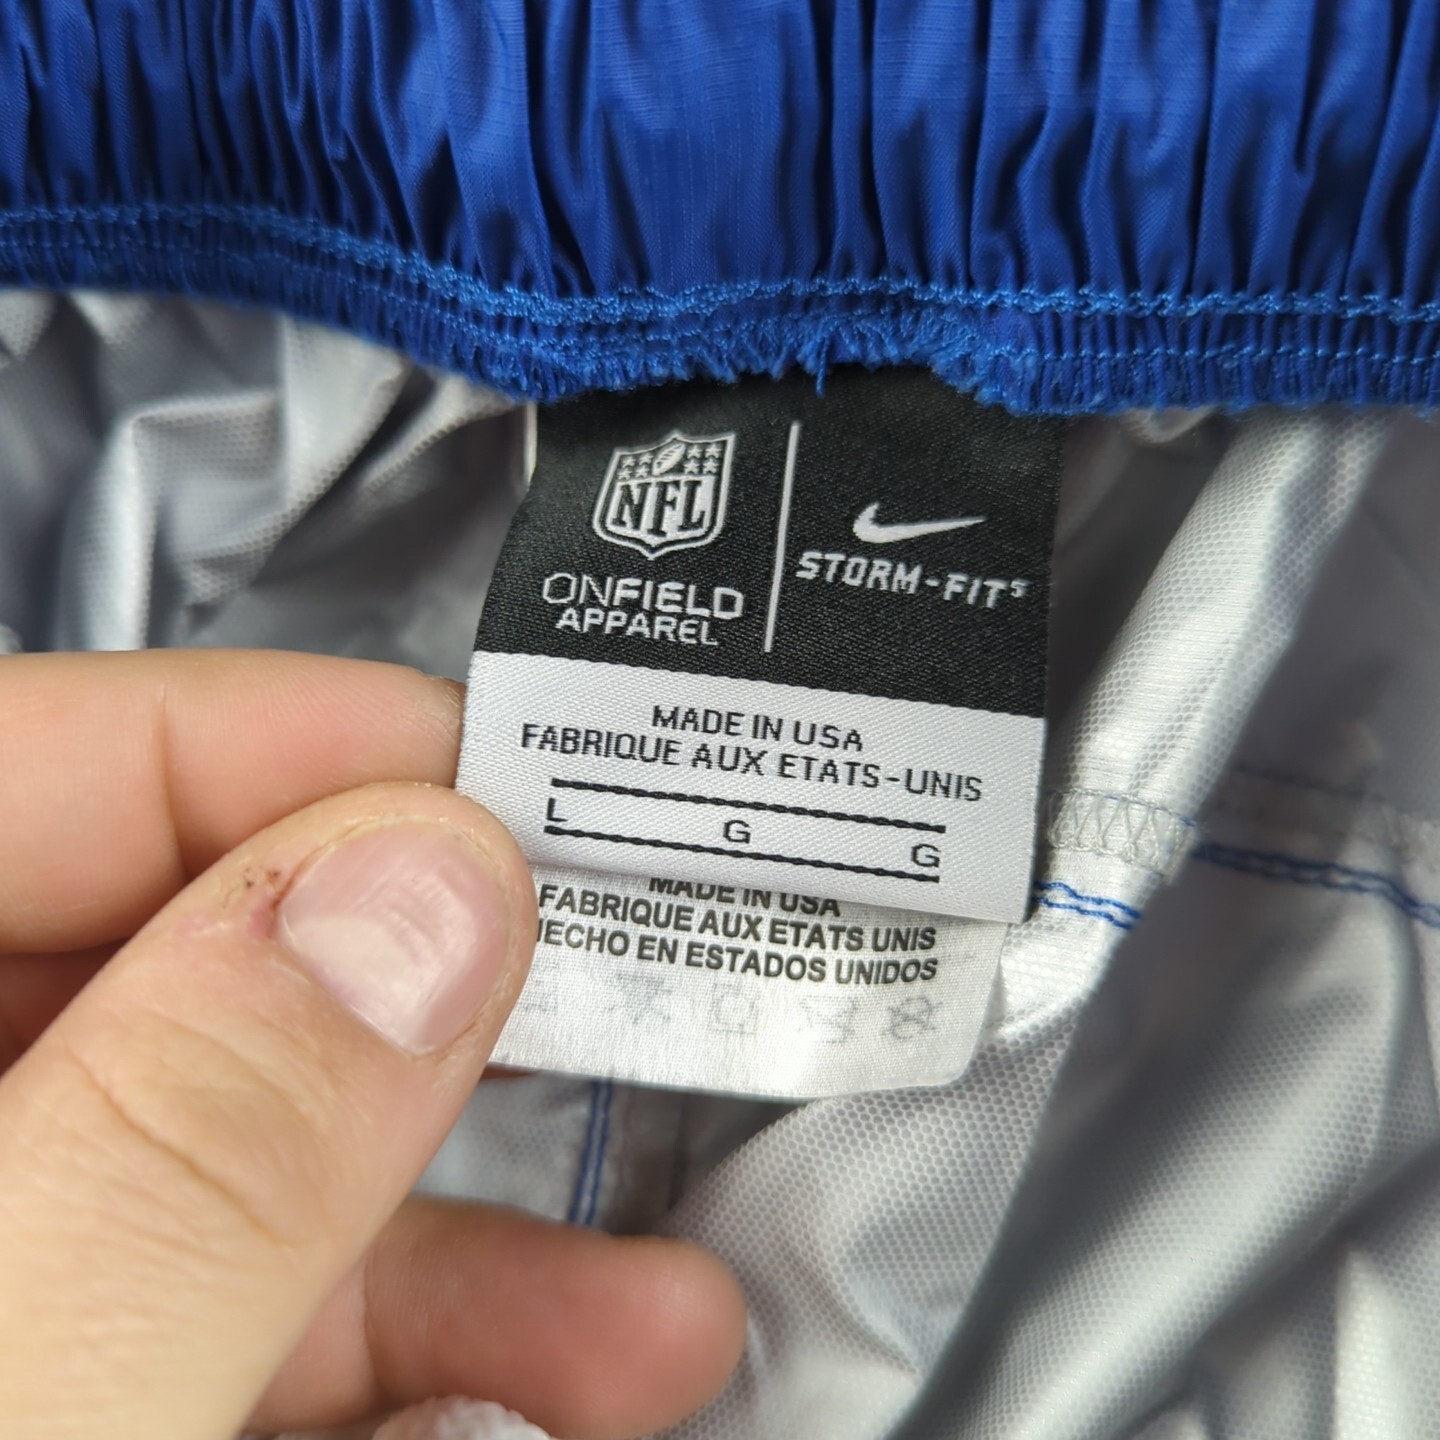 NFL
ONFIELD
APPAREL
STORM-FIT5
MADE IN USA
FABRIQUE AUX ETATS-UNIS
L G G
MADE IN USA
FABRIQUE AUX ETATS UNIS
HECHO EN ESTADOS UNIDOS